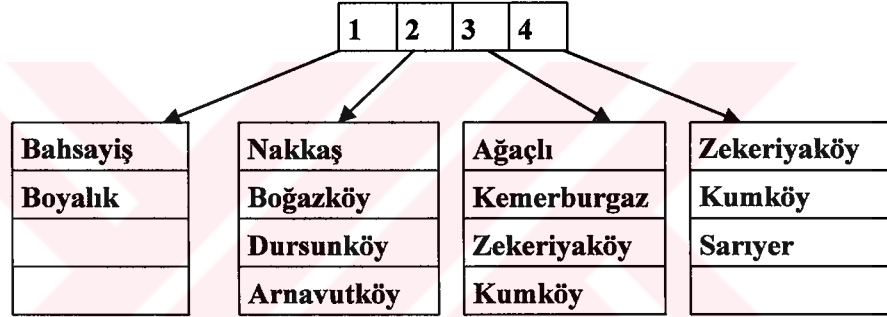 1 2 3 4
Bahsayiş Nakkaş Ağaçlı Zekeriyaköy
Boyalık Boğazköy Kemerburgaz Kumköy
Dursunköy Zekeriyaköy Sarıyer
Arnavutköy Kumköy